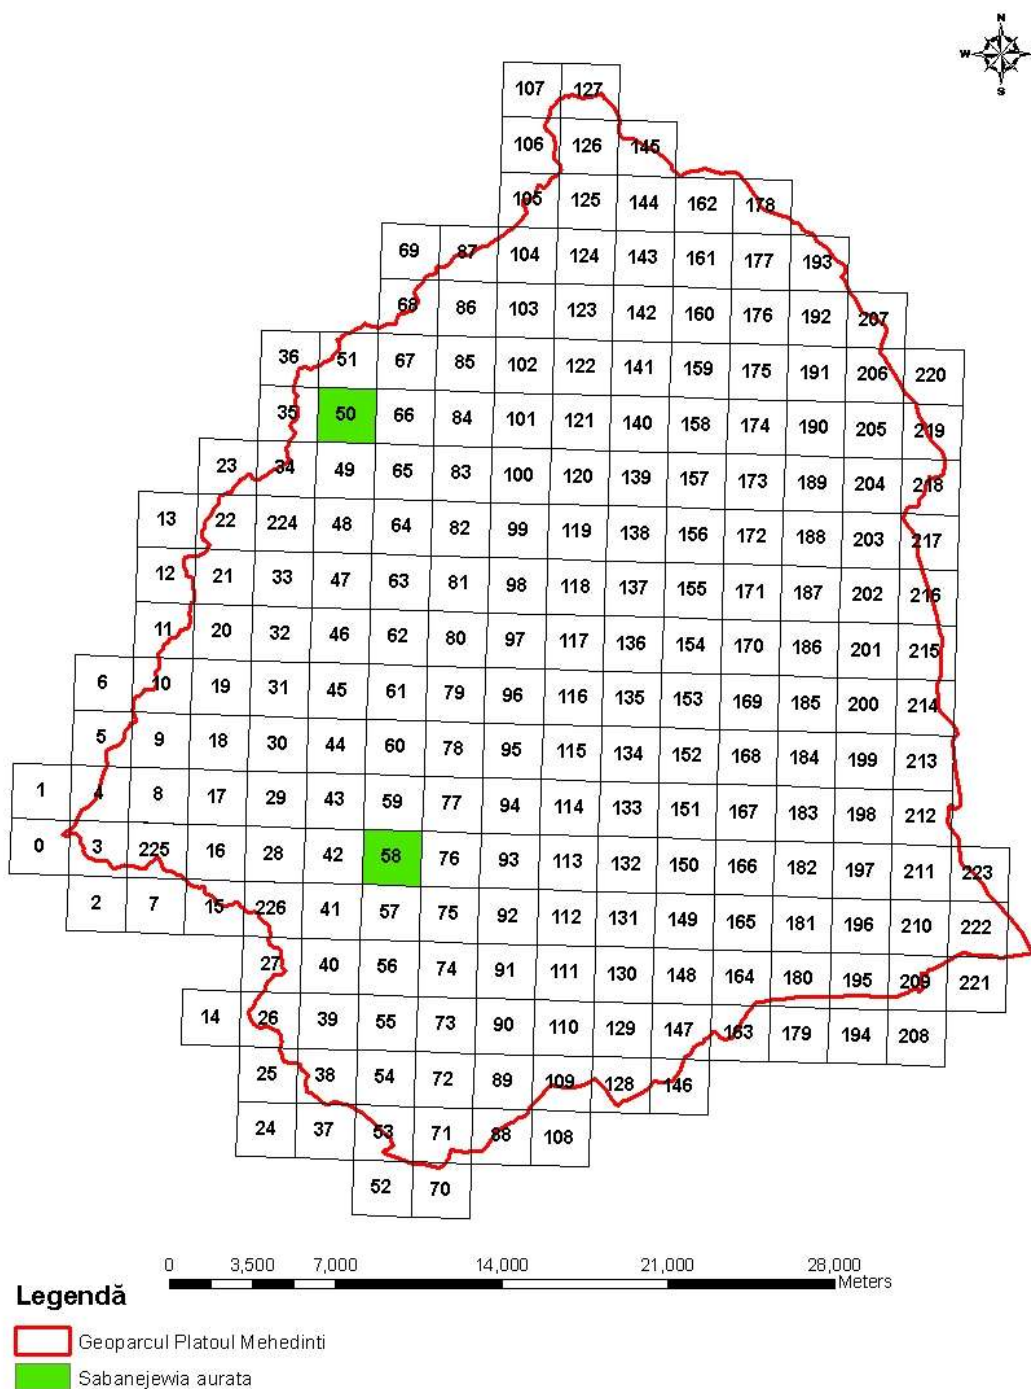 N
W
S
107 127
106 126 145
105 125 144 162 178
69 87 104 124 143 161 177 193
68 86 103 123 142 160 176 192 207
36 51 67 85 102 122 141 159 175 191 206 220
35 50 66 84 101 121 140 158 174 190 205 219
23 34 49 65 83 100 120 139 157 173 189 204 218
13 22 224 48 64 82 99 119 138 156 172 188 203 217
12 21 33 47 63 81 98 118 137 155 171 187 202 216
11 20 32 46 62 80 97 117 136 154 170 186 201 215
6 10 19 31 45 61 79 96 116 135 153 169 185 200 214
5 9 18 30 44 60 78 95 115 134 152 168 184 199 213
1 4 8 17 29 43 59 77 94 114 133 151 167 183 198 212
0 3 225 16 28 42 58 76 93 113 132 150 166 182 197 211 223
2 7 15 226 41 57 75 92 112 131 149 165 181 196 210 222
27 40 56 74 91 111 130 148 164 180 195 209 221
14 26 39 55 73 90 110 129 147 163 179 194 208
25 38 54 72 89 109 128 146
24 37 53 71 88 108
52 70
0 3,500 7,000 14,000 21,000 28,000
Meters
Legendă
Geoparcul Platoul Mehedinti
Sabanejewia aurata